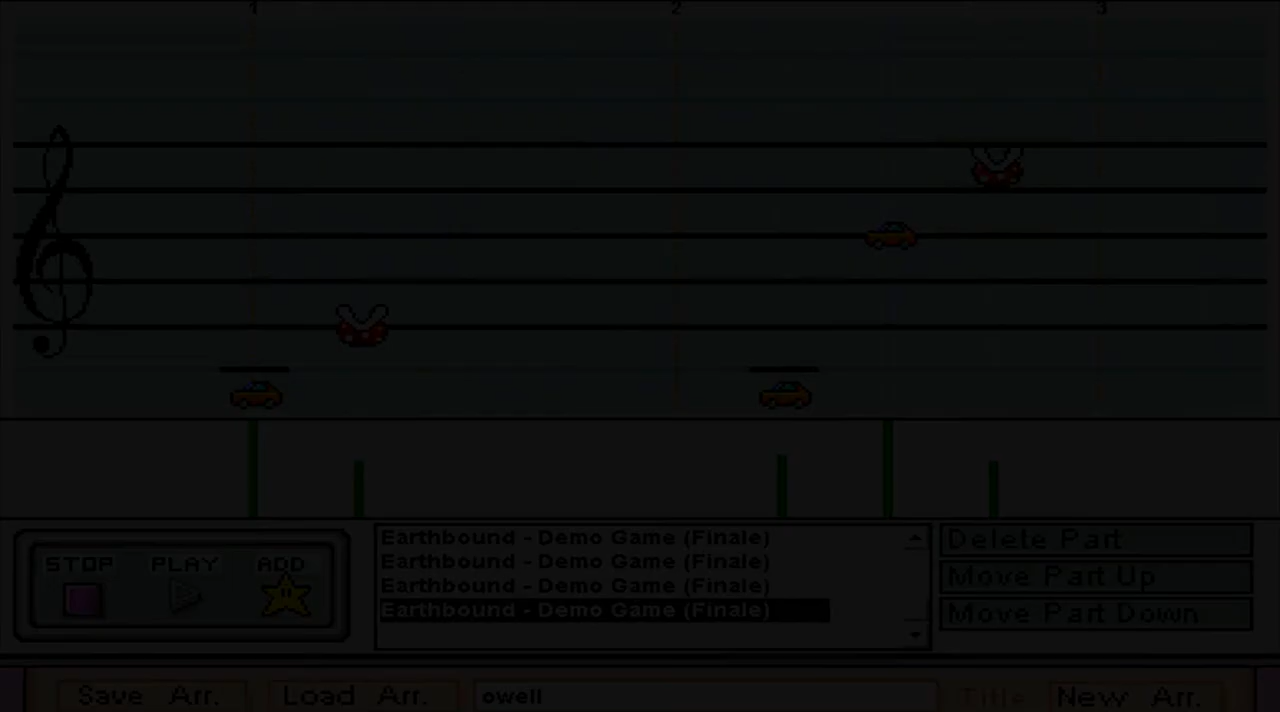 1 2 3
STOP PLAY ADD
Earthbound - Demo Game (Finale)
Earthbound - Demo Game (Finale)
Earthbound - Demo Game (Finale)
Earthbound - Demo Game (Finale)
Delete Part
Move Part Up
Move Part Down
Save Arr. Load Arr. owell Title New Arr.